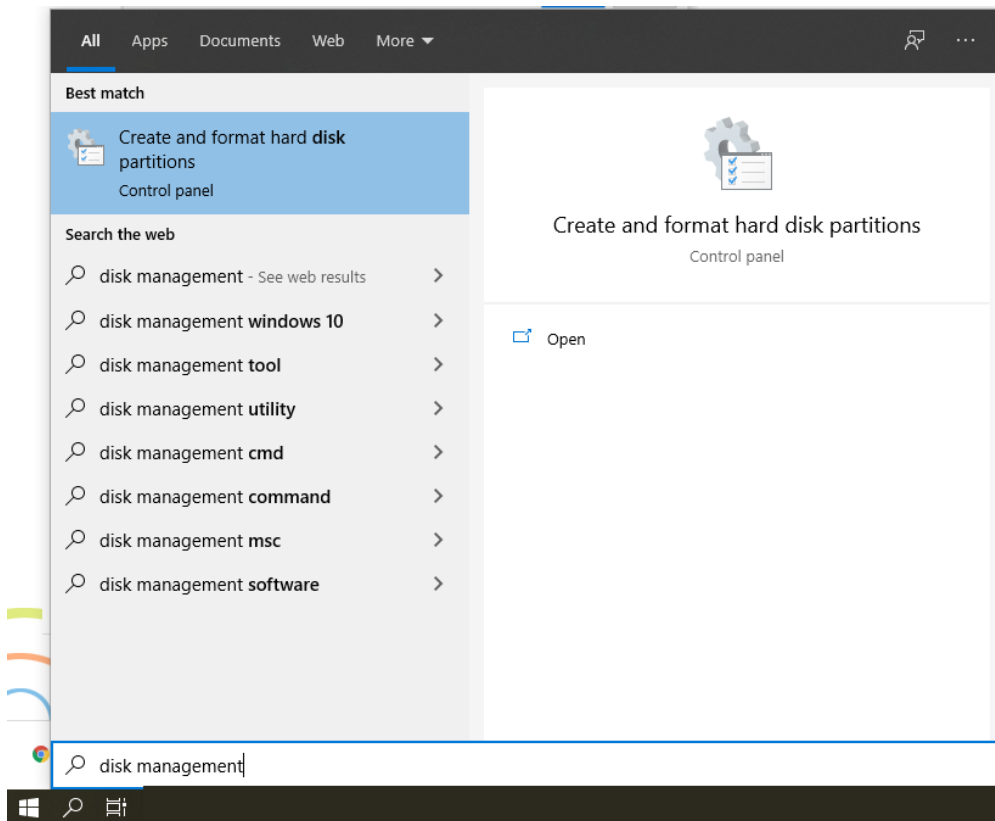 All Apps Documents Web More
Best match
Create and format hard disk
partitions
Control panel
Search the web
disk management - See web results
disk management windows 10
disk management tool
disk management utility
disk management cmd
disk management command
disk management msc
disk management software
Create and format hard disk partitions
Control panel
Open
disk management